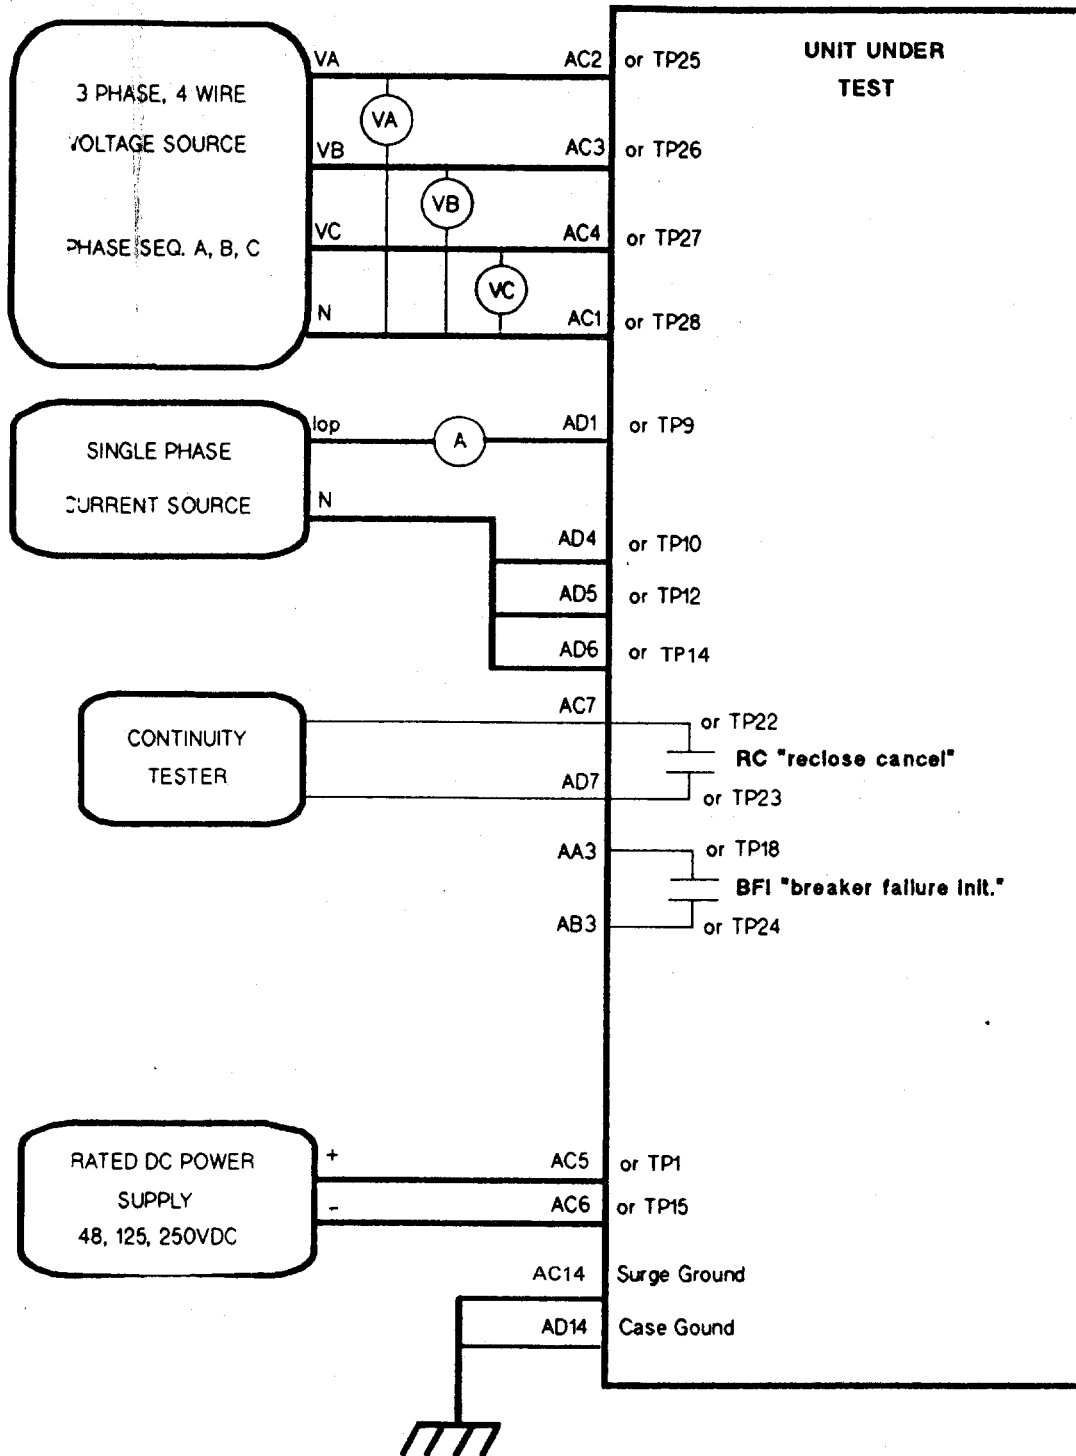 UNIT UNDER
TEST
3 PHASE, 4 WIRE
VOLTAGE SOURCE
PHASE SEQ. A, B, C
VA AC2 or TP25
VA
VB AC3 or TP26
VB
VC AC4 or TP27
VC
N AC1 or TP28
SINGLE PHASE
CURRENT SOURCE
Iop A AD1 or TP9
N
AD4 or TP10
AD5 or TP12
AD6 or TP14
CONTINUITY
TESTER
AC7 or TP22
RC "reclose cancel"
AD7 or TP23
AA3 or TP18
BFI "breaker failure init."
AB3 or TP24
RATED DC POWER
SUPPLY
48, 125, 250VDC
+ AC5 or TP1
- AC6 or TP15
AC14 Surge Ground
AD14 Case Gound